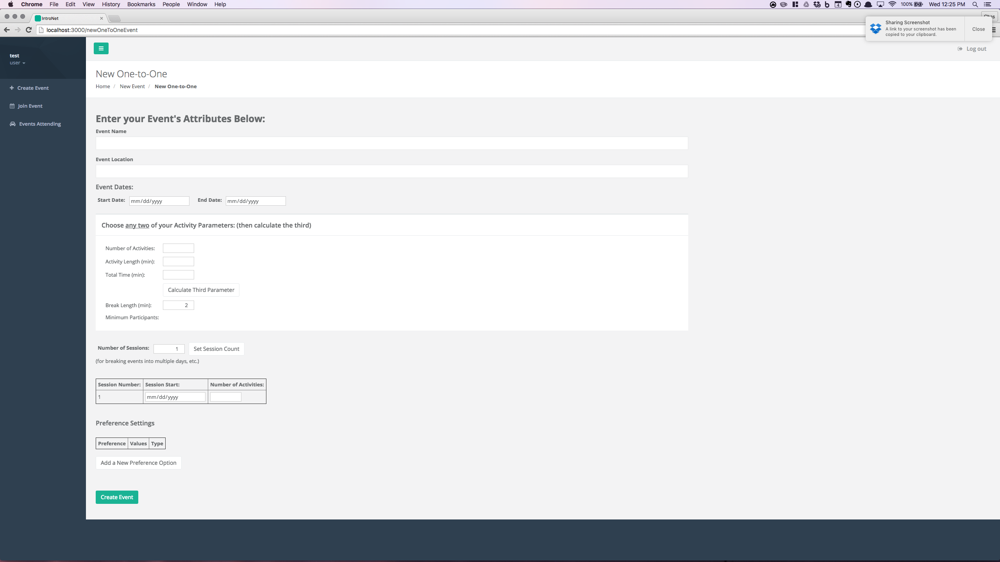 Chrome File Edit View History Bookmarks People Window Help
100% Wed 12:25 PM
IntroNet
localhost:3000/newOneToOneEvent
Sharing Screenshot
A link to your screenshot has been
copied to your clipboard.
Close
test
user
Log out
Create Event
Join Event
Events Attending
New One-to-One
Home / New Event / New One-to-One
Enter your Event's Attributes Below:
Event Name
Event Location
Event Dates:
Start Date: mm/dd/yyyy End Date: mm/dd/yyyy
Choose any two of your Activity Parameters: (then calculate the third)
Number of Activities:
Activity Length (min):
Total Time (min):
Calculate Third Parameter
Break Length (min): 2
Minimum Participants:
Number of Sessions: 1 Set Session Count
(for breaking events into multiple days, etc.)
Session Number: Session Start: Number of Activities:
1 mm/dd/yyyy
Preference Settings
Preference Values Type
Add a New Preference Option
Create Event